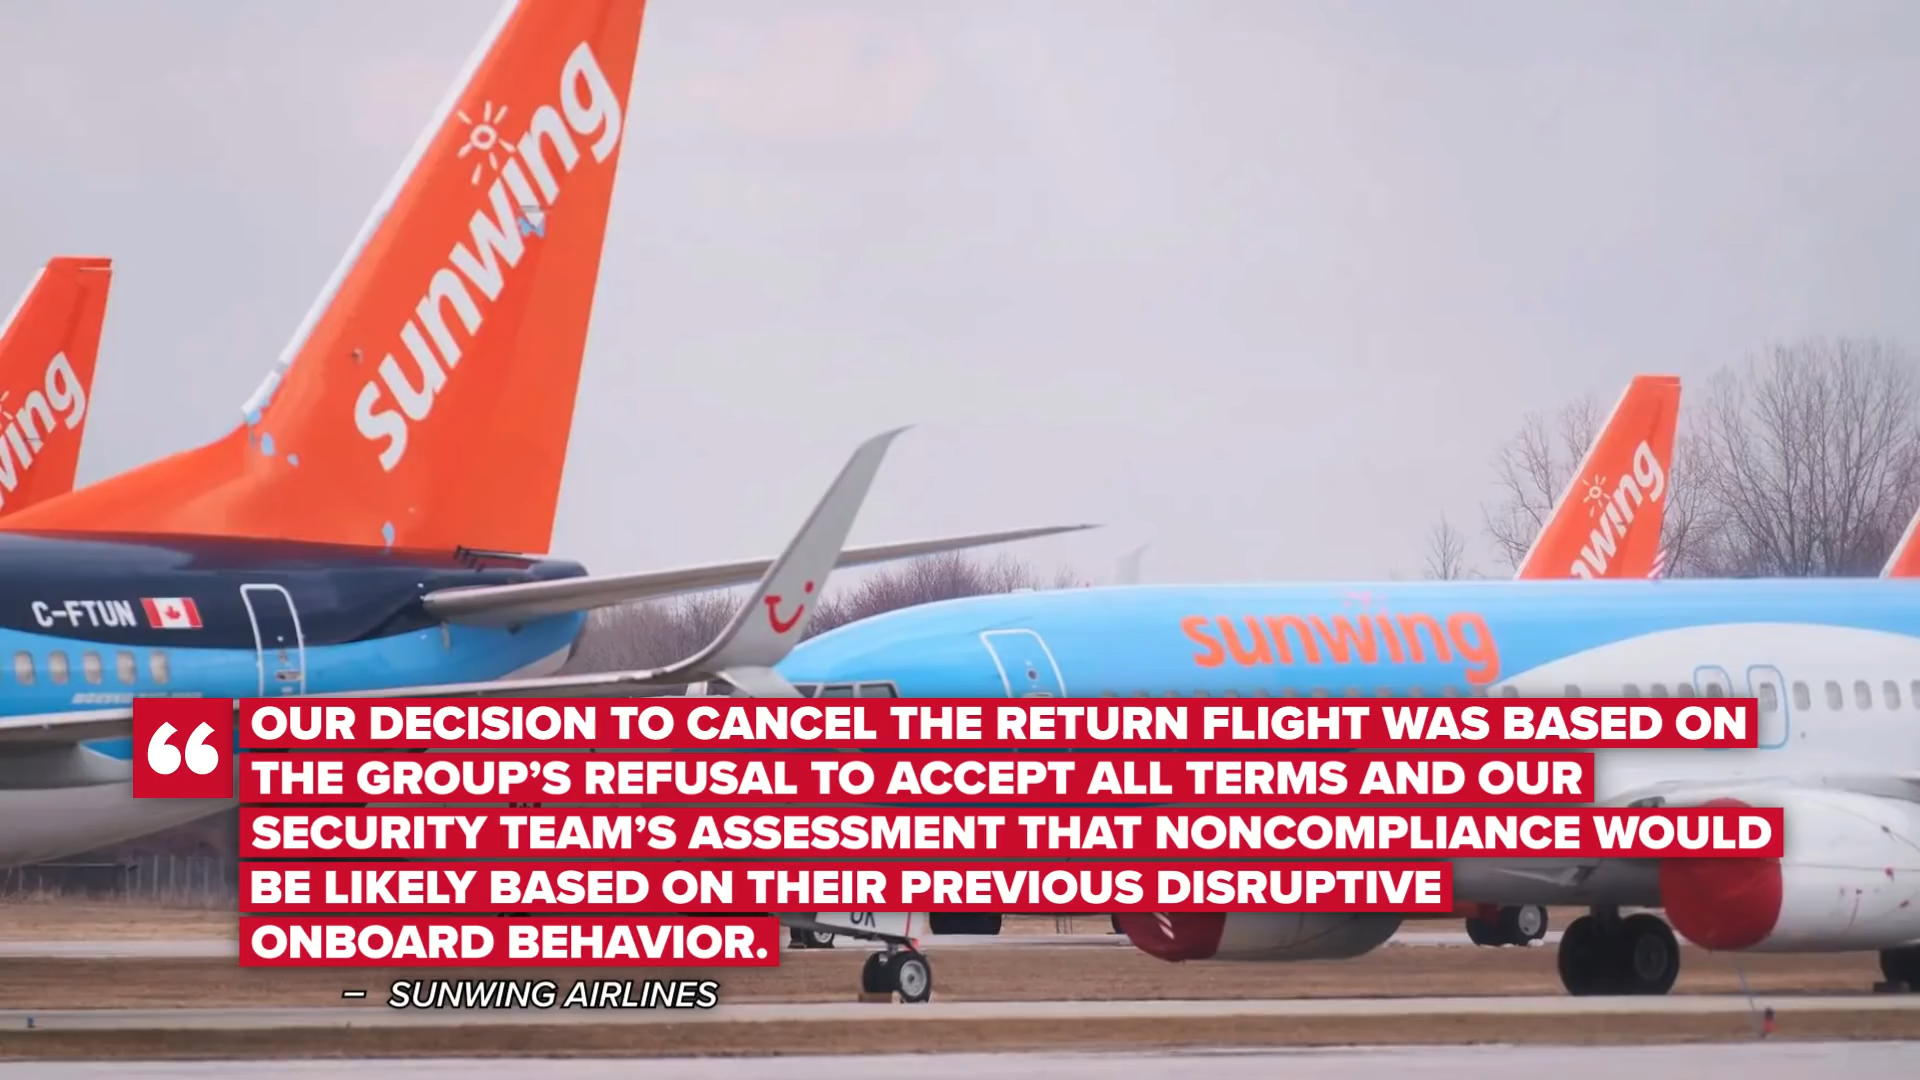 sunwing
wing
wing
C-FTUN
sunwing
OUR DECISION TO CANCEL THE RETURN FLIGHT WAS BASED ON
THE GROUP’S REFUSAL TO ACCEPT ALL TERMS AND OUR
SECURITY TEAM’S ASSESSMENT THAT NONCOMPLIANCE WOULD
BE LIKELY BASED ON THEIR PREVIOUS DISRUPTIVE
ONBOARD BEHAVIOR.
– SUNWING AIRLINES